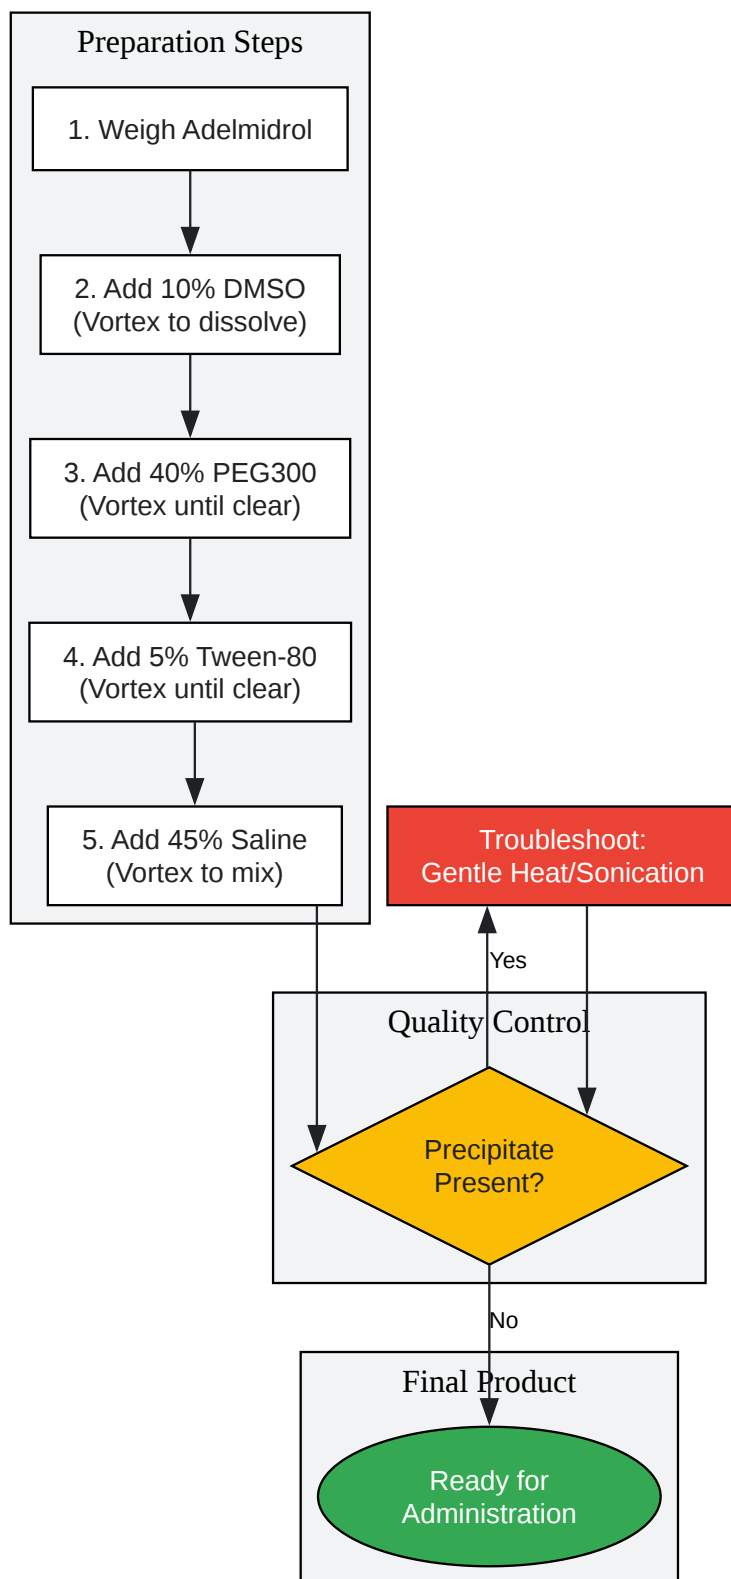 Preparation Steps
1. Weigh Adelmidrol
2. Add 10% DMSO
(Vortex to dissolve)
3. Add 40% PEG300
(Vortex until clear)
4. Add 5% Tween-80
(Vortex until clear)
5. Add 45% Saline
(Vortex to mix)
Troubleshoot:
Gentle Heat/Sonication
Yes
Quality Control
Precipitate
Present?
No
Final Product
Ready for
Administration